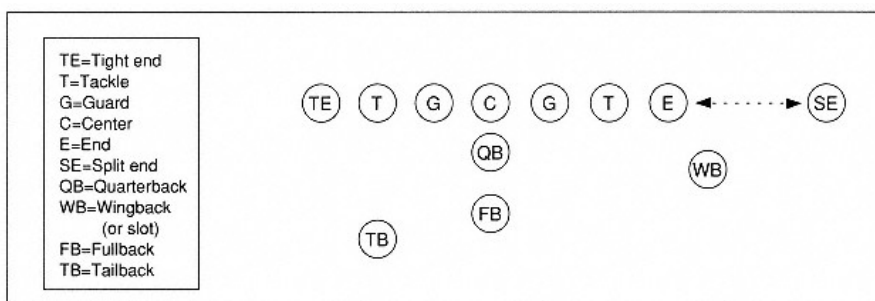 TE=Tight end
T=Tackle
G=Guard
C=Center
E=End
SE=Split end
QB=Quarterback
WB=Wingback
(or slot)
FB=Fullback
TB=Tailback
TE T G C G T E SE
QB
WB
FB
TB